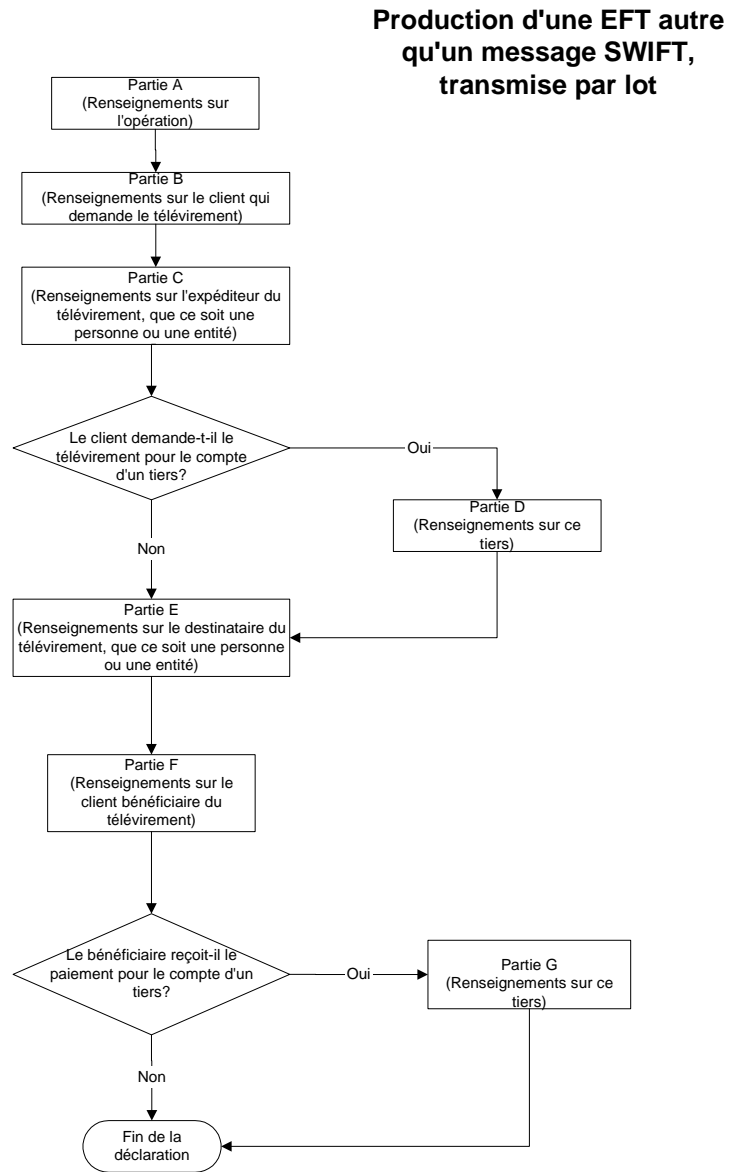 Production d'une EFT autre
qu'un message SWIFT,
transmise par lot
Partie A
(Renseignements sur
l'opération)
Partie B
(Renseignements sur le client qui
demande le télévirement)
Partie C
(Renseignements sur l'expéditeur du
télévirement, que ce soit une
personne ou une entité)
Le client demande-t-il le
télévirement pour le compte
d'un tiers?
Oui
Partie D
(Renseignements sur ce
tiers)
Non
Partie E
(Renseignements sur le destinataire du
télévirement, que ce soit une personne
ou une entité)
Partie F
(Renseignements sur le
client bénéficiaire du
télévirement)
Le bénéficiaire reçoit-il le
paiement pour le compte d'un
tiers?
Oui
Partie G
(Renseignements sur ce
tiers)
Non
Fin de la
déclaration